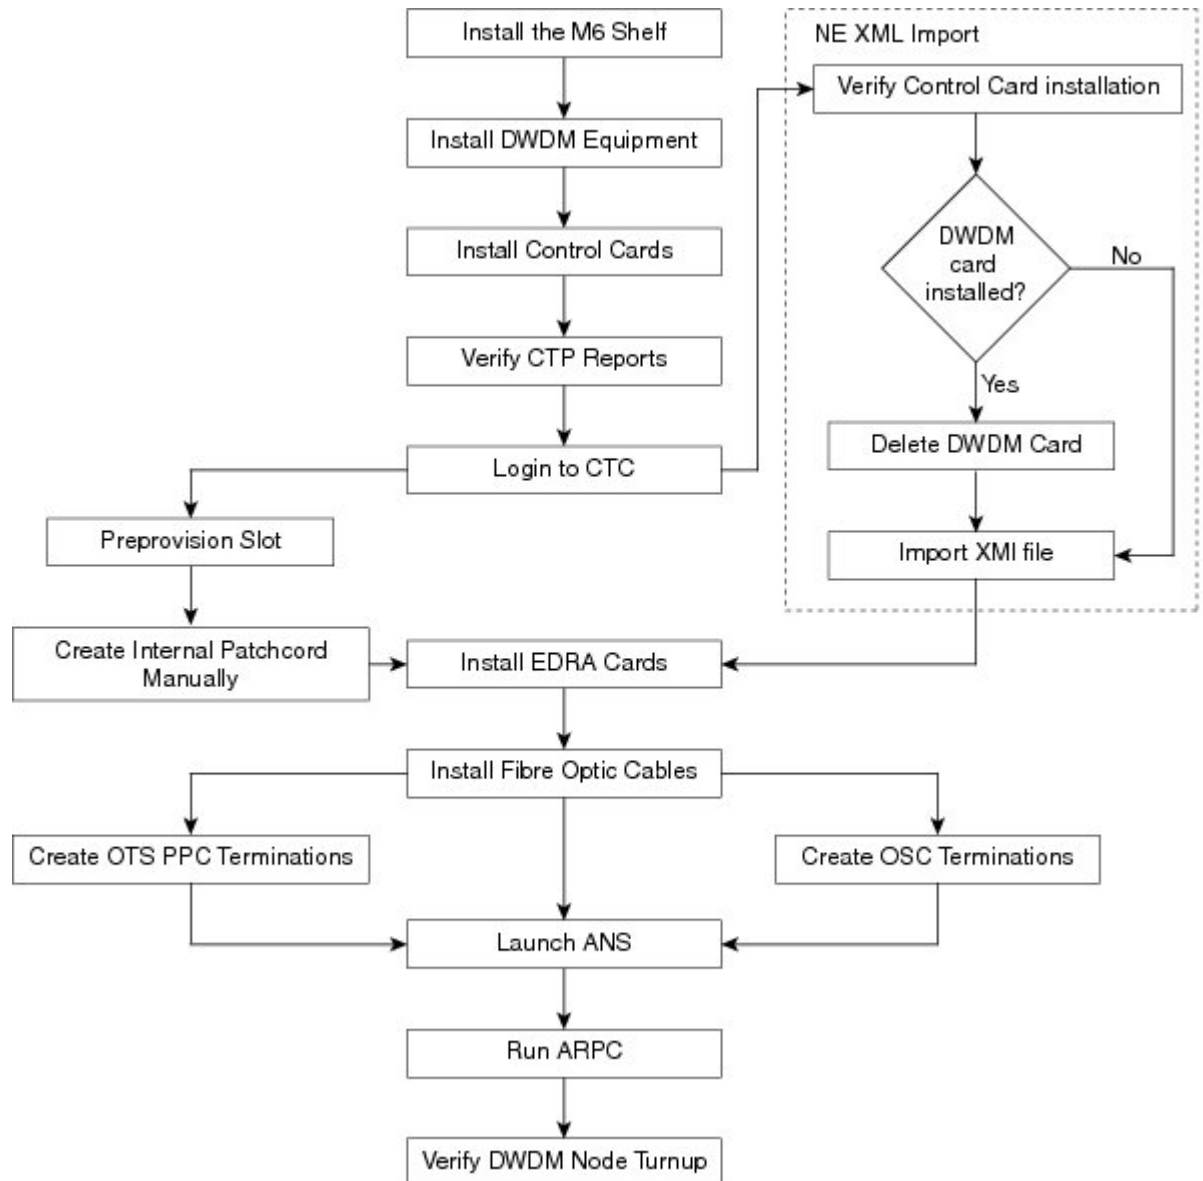 Install the M6 Shelf
NE XML Import
Verify Control Card installation
Install DWDM Equipment
Install Control Cards
DWDM
card
installed?
No
Verify CTP Reports
Yes
Login to CTC
Delete DWDM Card
Preprovision Slot
Import XMl file
Create Internal Patchcord
Manually
Install EDRA Cards
Install Fibre Optic Cables
Create OTS PPC Terminations
Create OSC Terminations
Launch ANS
Run ARPC
Verify DWDM Node Turnup